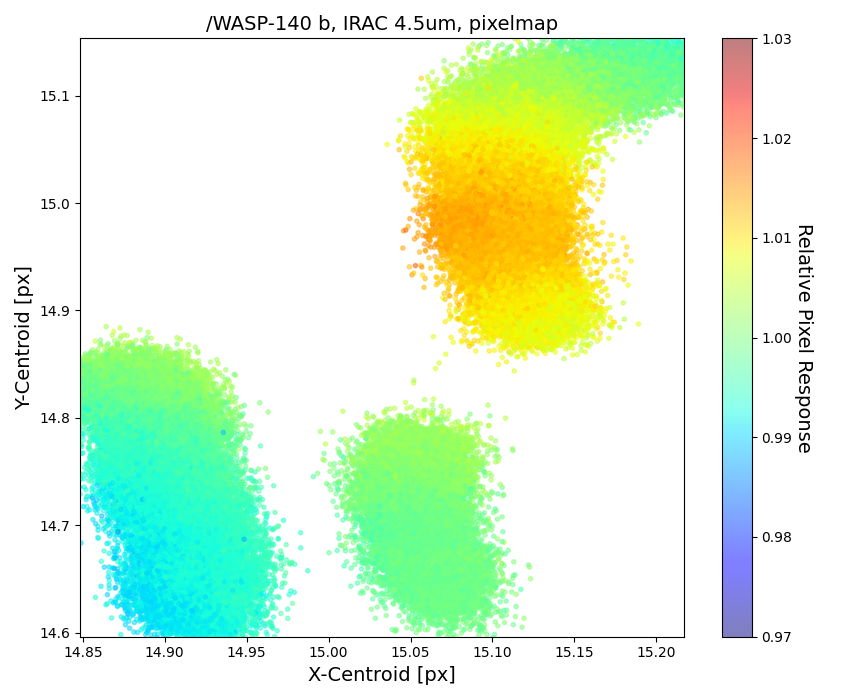 /WASP-140 b, IRAC 4.5um, pixelmap
15.1
15.0
14.9
14.8
14.7
14.6
Y-Centroid [px]
14.85 14.90 14.95 15.00 15.05 15.10 15.15 15.20
X-Centroid [px]
1.03
1.02
1.01
1.00
0.99
0.98
0.97
Relative Pixel Response